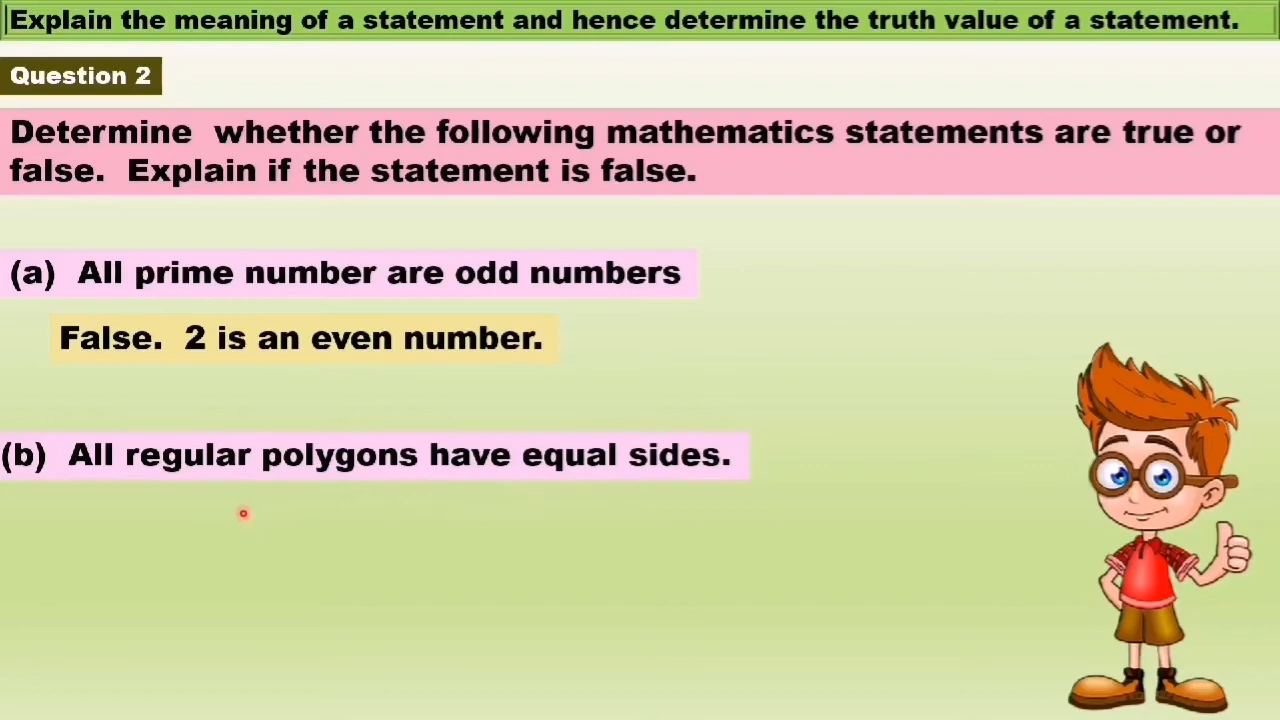 Explain the meaning of a statement and hence determine the truth value of a statement.
Question 2
Determine whether the following mathematics statements are true or
false. Explain if the statement is false.
(a) All prime number are odd numbers
False. 2 is an even number.
(b) All regular polygons have equal sides.